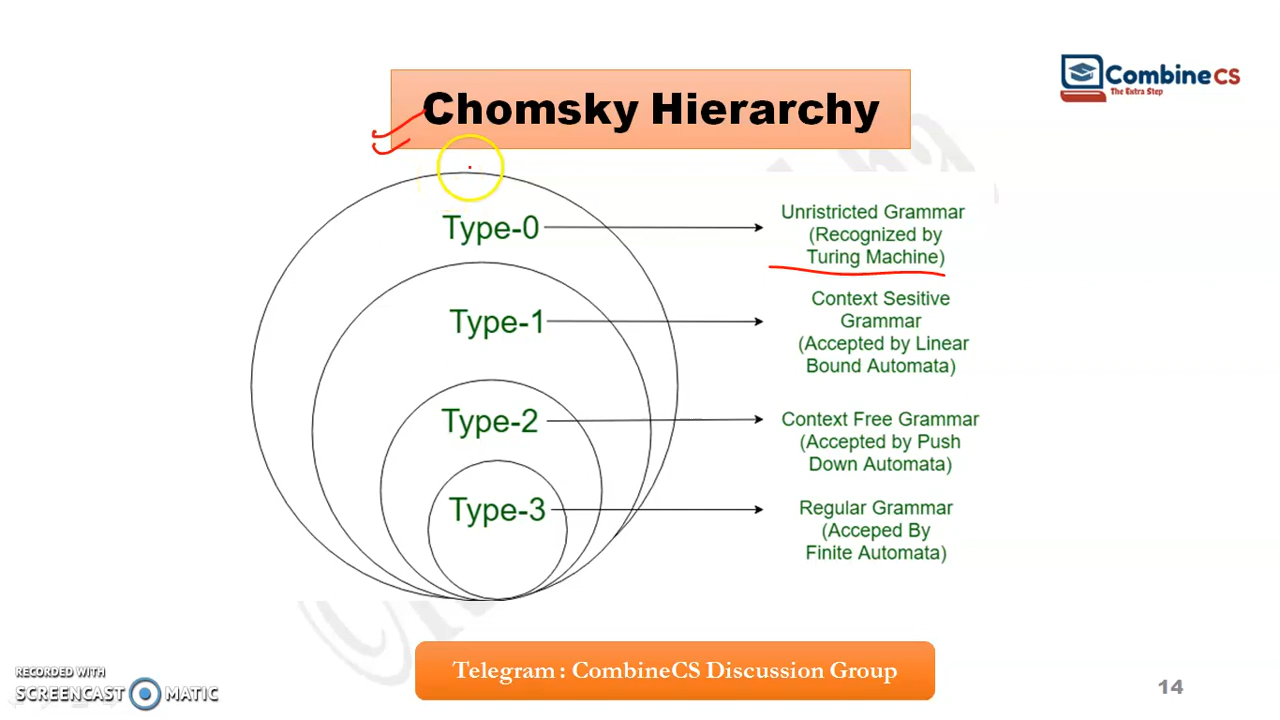 CombineCS
The Extra Step
Chomsky Hierarchy
Type-0
Unristricted Grammar
(Recognized by
Turing Machine)
Type-1
Context Sesitive
Grammar
(Accepted by Linear
Bound Automata)
Type-2
Context Free Grammar
(Accepted by Push
Down Automata)
Type-3
Regular Grammar
(Acceped By
Finite Automata)
Telegram : CombineCS Discussion Group
RECORDED WITH
SCREENCAST MATIC
14